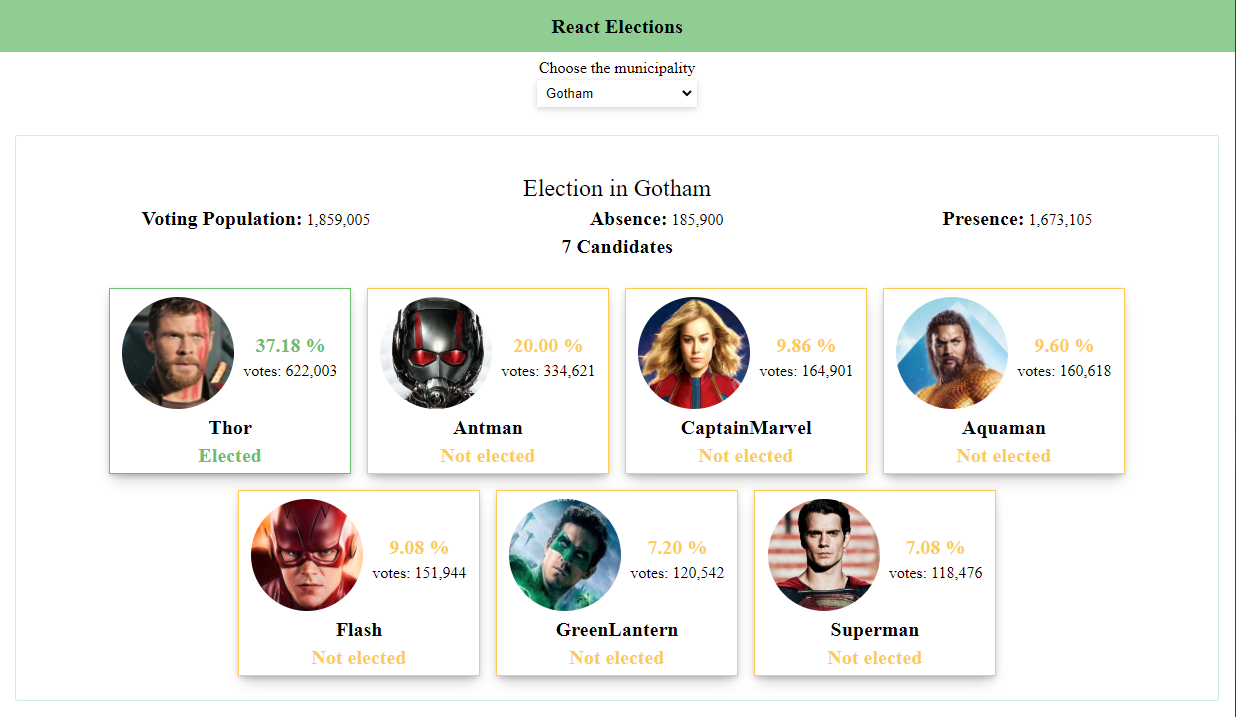 React Elections
Choose the municipality
Gotham
Election in Gotham
Voting Population: 1,859,005 Absence: 185,900 Presence: 1,673,105
7 Candidates
37.18 % 20.00 % 9.86 % 9.60 %
votes: 622,003 votes: 334,621 votes: 164,901 votes: 160,618
Thor Antman CaptainMarvel Aquaman
Elected Not elected Not elected Not elected
9.08 % 7.20 % 7.08 %
votes: 151,944 votes: 120,542 votes: 118,476
Flash GreenLantern Superman
Not elected Not elected Not elected